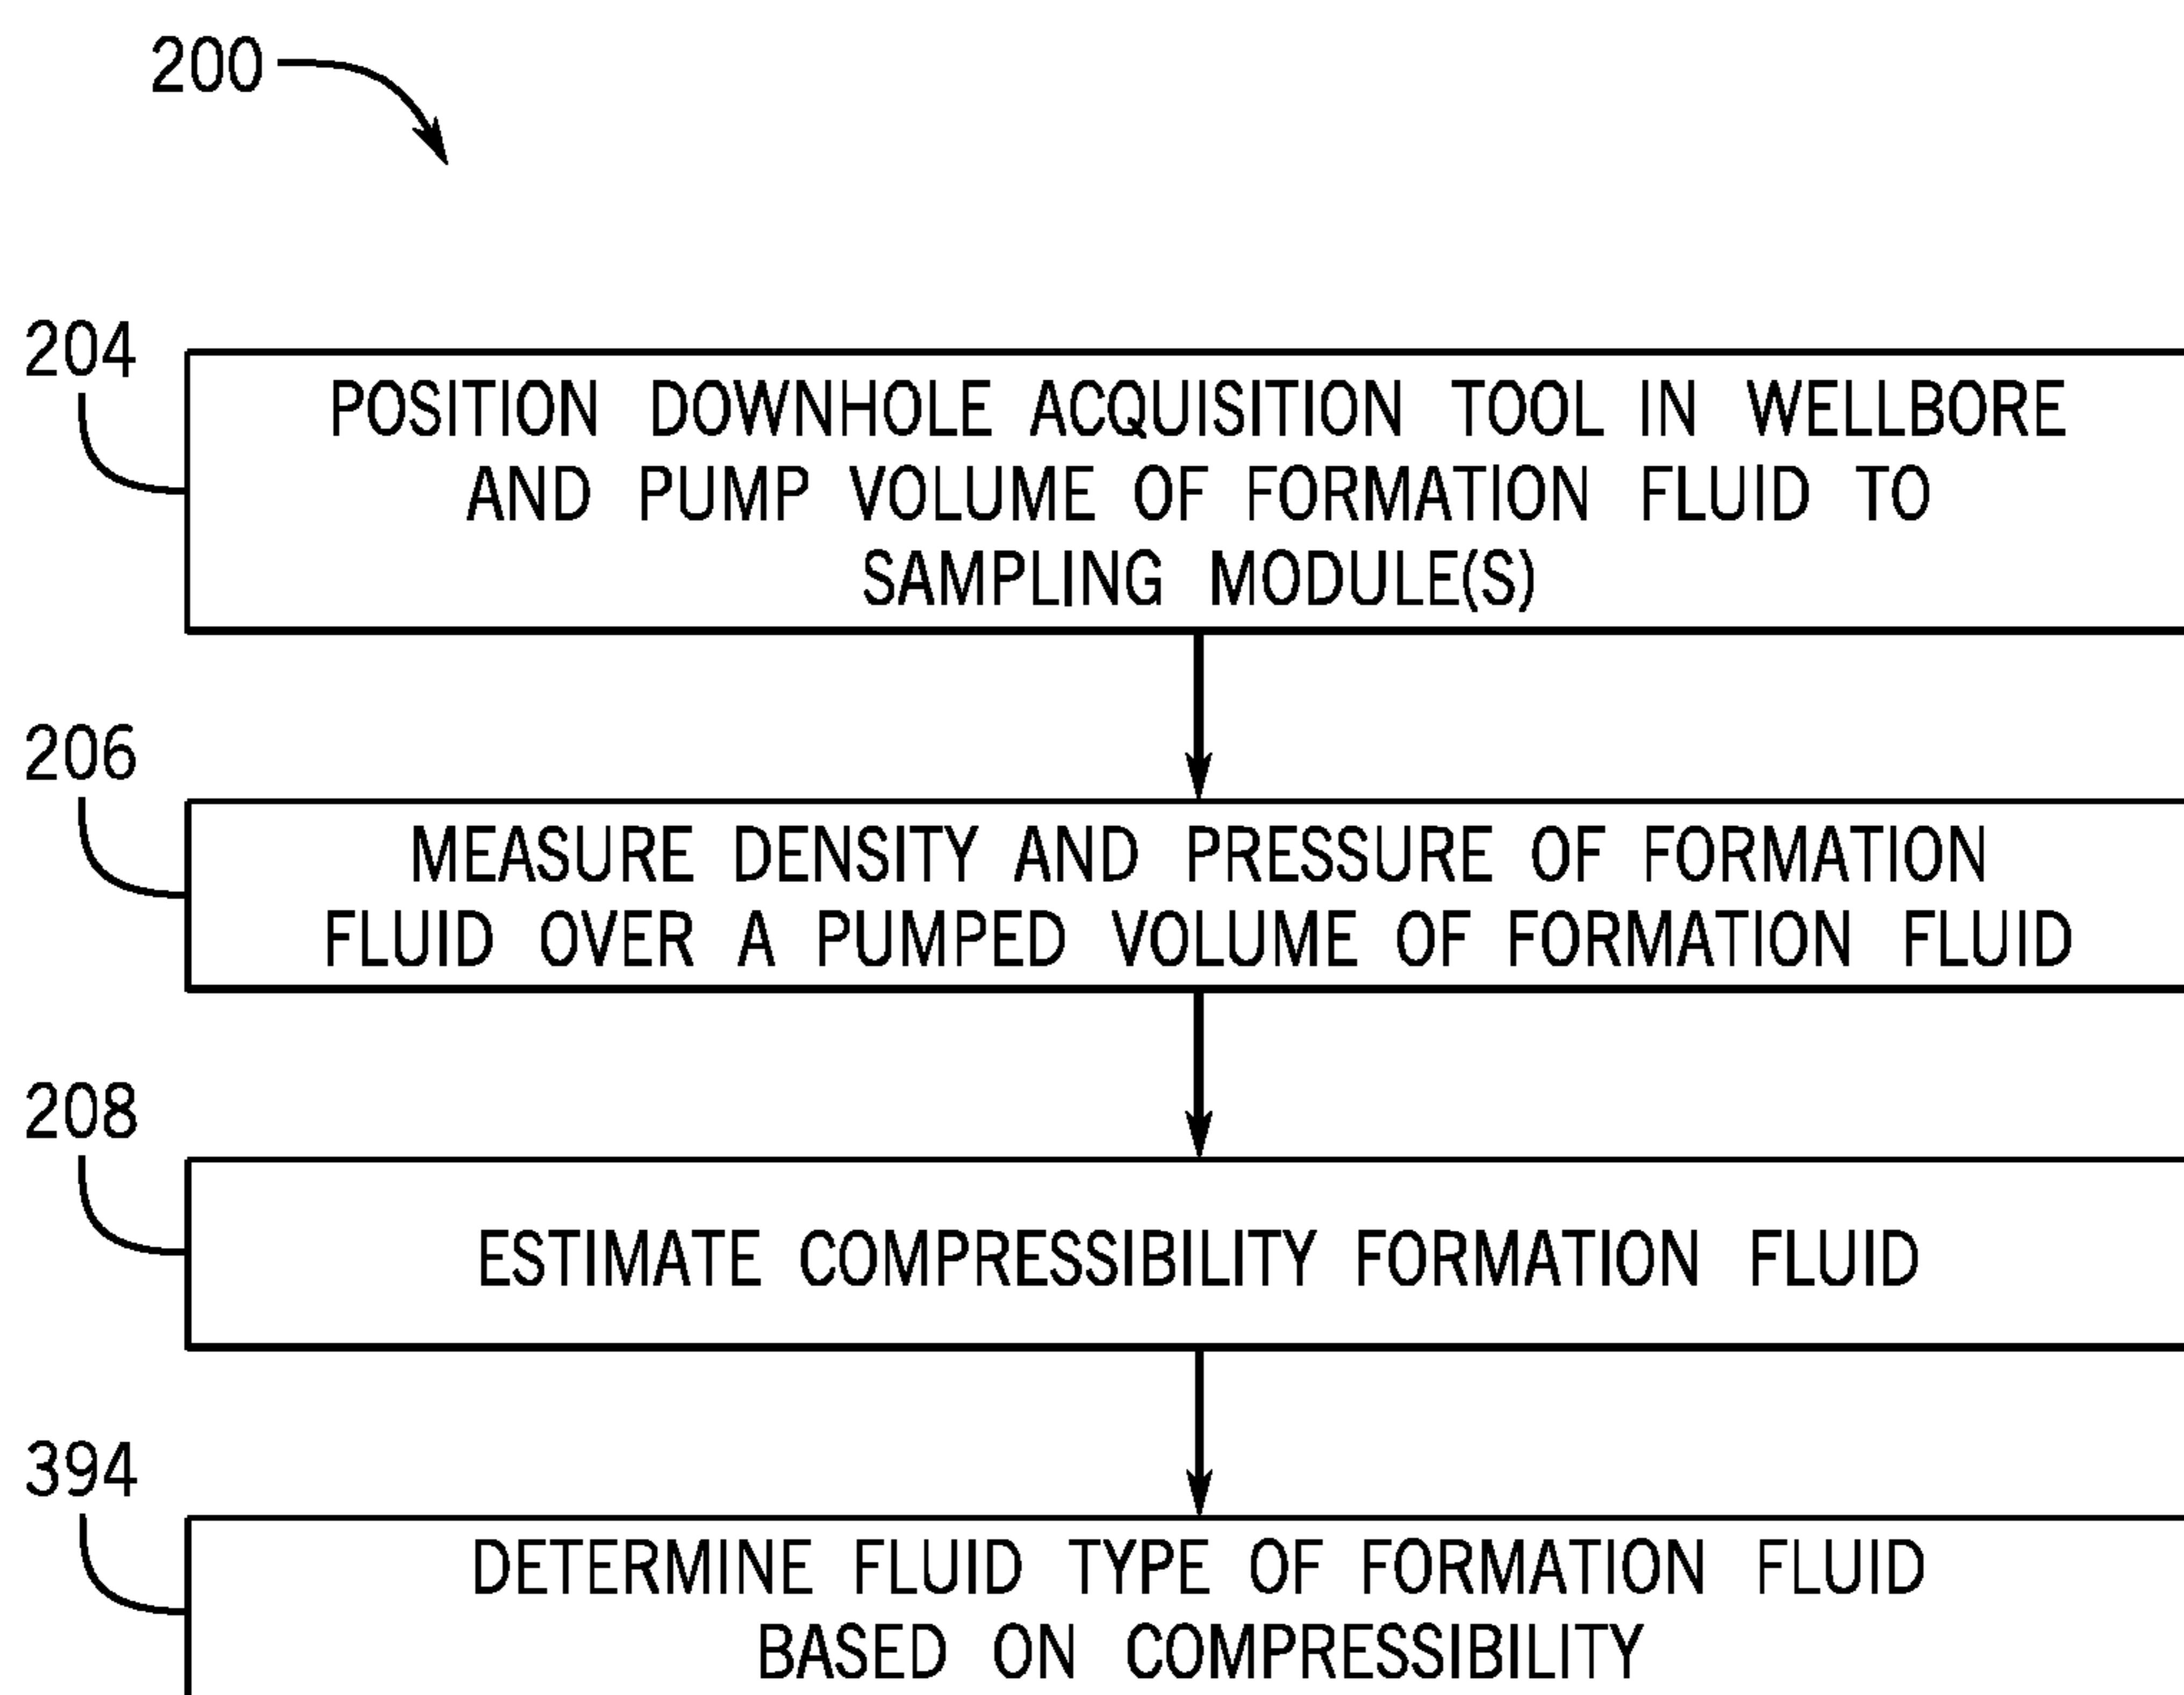 200
204
POSITION DOWNHOLE ACQUISITION TOOL IN WELLBORE
AND PUMP VOLUME OF FORMATION FLUID TO
SAMPLING MODULE(S)
206
MEASURE DENSITY AND PRESSURE OF FORMATION
FLUID OVER A PUMPED VOLUME OF FORMATION FLUID
208
ESTIMATE COMPRESSIBILITY FORMATION FLUID
394
DETERMINE FLUID TYPE OF FORMATION FLUID
BASED ON COMPRESSIBILITY